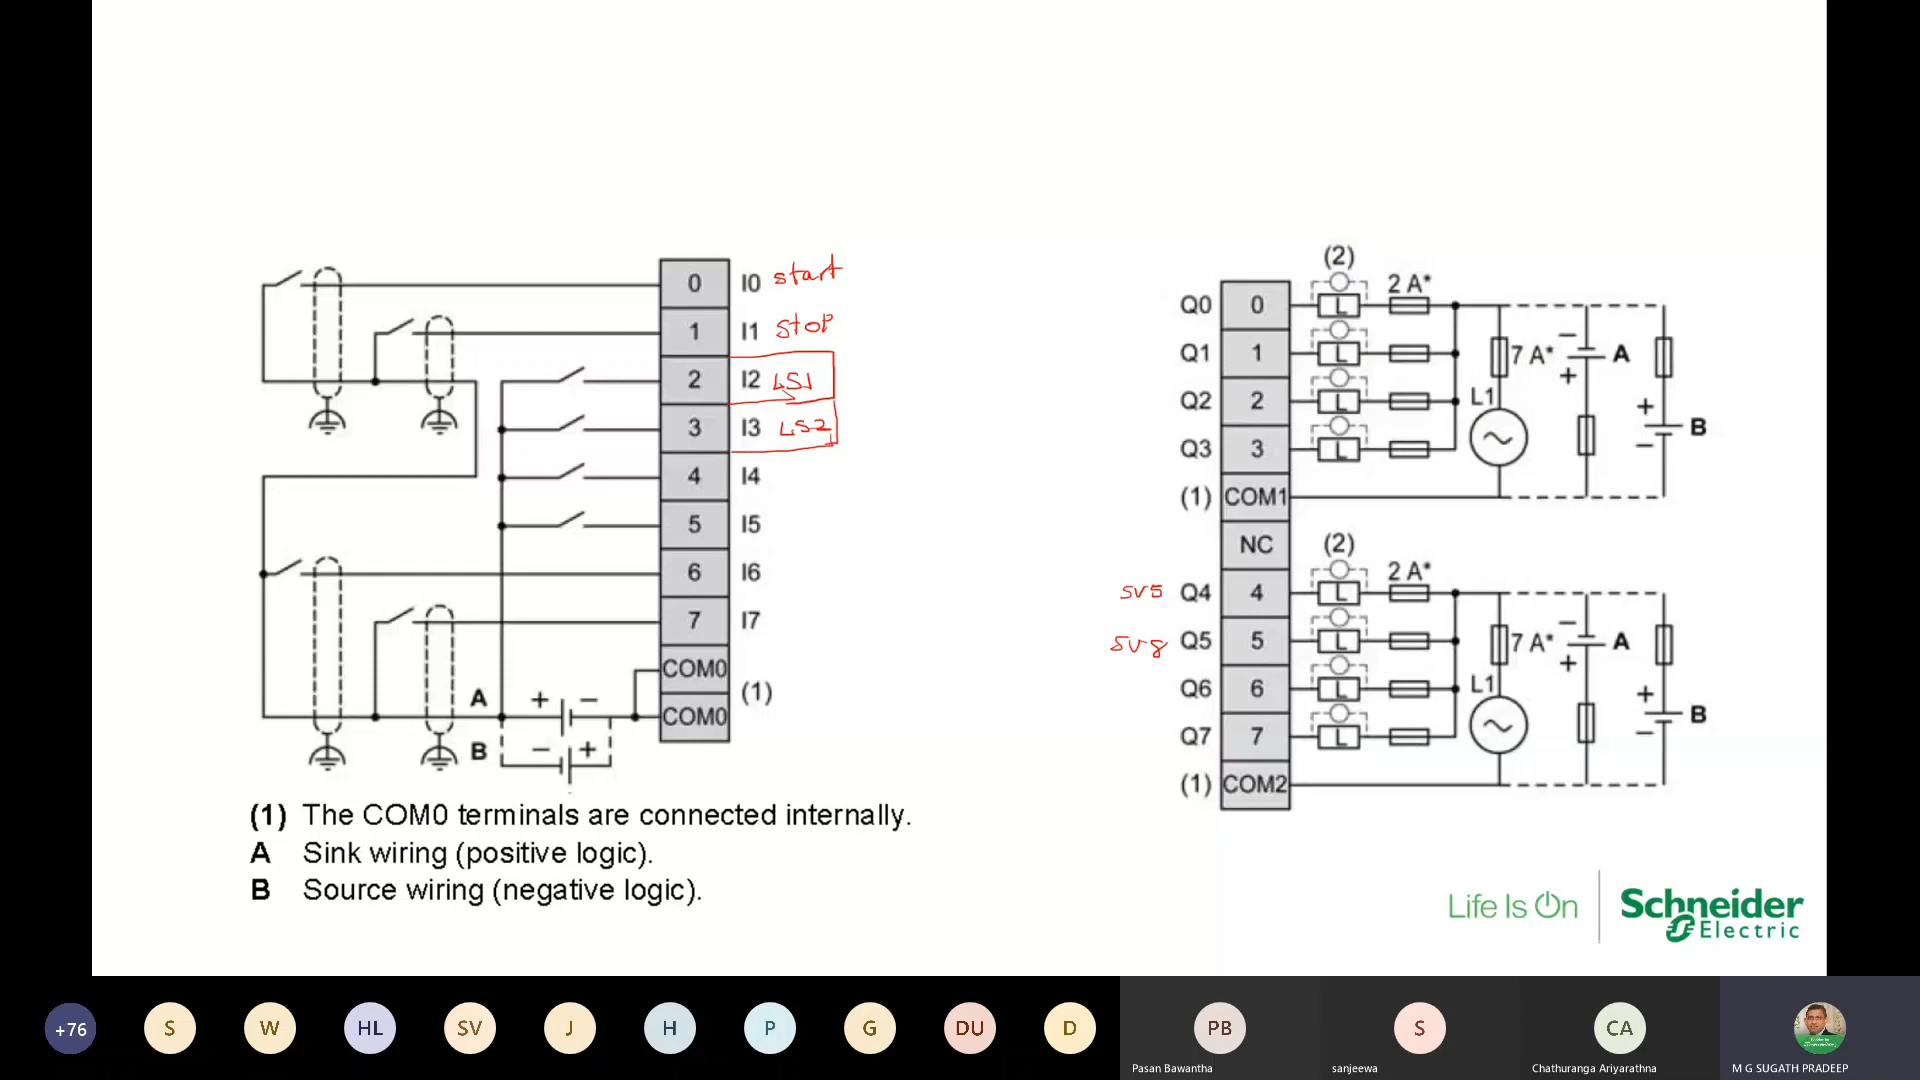 0 I0 start
1 I1 STOP
2 I2 LS1
3 I3 LS2
4 I4
5 I5
6 I6
7 I7
COM0
COM0
(1)
A + −
B − +
(1) The COM0 terminals are connected internally.
A Sink wiring (positive logic).
B Source wiring (negative logic).
(2)
Q0 0 L 2 A*
Q1 1 L 7 A* − + A
Q2 2 L L1 + − B
Q3 3 L
(1) COM1
NC (2)
SV5 Q4 4 L 2 A*
SV8 Q5 5 L 7 A* − + A
Q6 6 L L1 + − B
Q7 7 L
(1) COM2
Life Is On Schneider
Electric
+76 S W HL SV J H P G DU D PB S CA
Pasan Bawantha sanjeewa Chathuranga Ariyarathna M G SUGATH PRADEEP